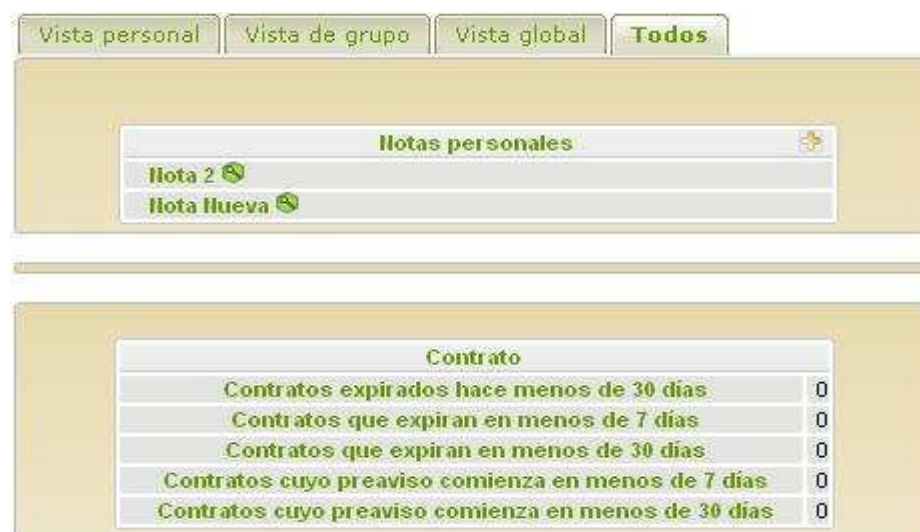 Vista personal Vista de grupo Vista global Todos
Notas personales
Nota 2
Nota Nueva
Contrato
Contratos expirados hace menos de 30 días 0
Contratos que expiran en menos de 7 días 0
Contratos que expiran en menos de 30 días 0
Contratos cuyo preaviso comienza en menos de 7 días 0
Contratos cuyo preaviso comienza en menos de 30 días 0